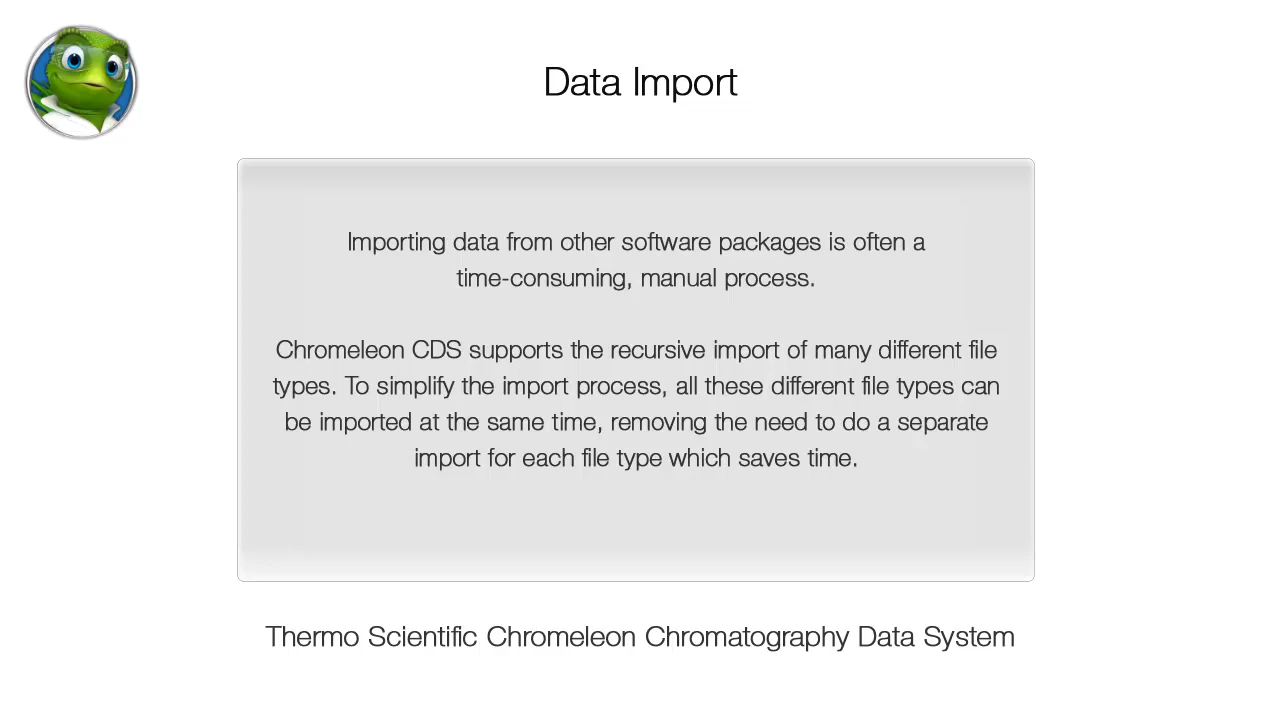 Data Import
Importing data from other software packages is often a
time-consuming, manual process.
Chromeleon CDS supports the recursive import of many different file
types. To simplify the import process, all these different file types can
be imported at the same time, removing the need to do a separate
import for each file type which saves time.
Thermo Scientific Chromeleon Chromatography Data System